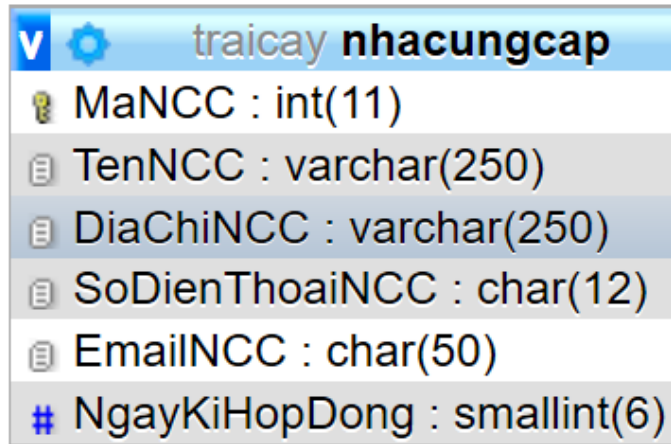 v traicay nhacungcap
MaNCC : int(11)
TenNCC : varchar(250)
DiaChiNCC : varchar(250)
SoDienThoaiNCC : char(12)
EmailNCC : char(50)
# NgayKiHopDong : smallint(6)